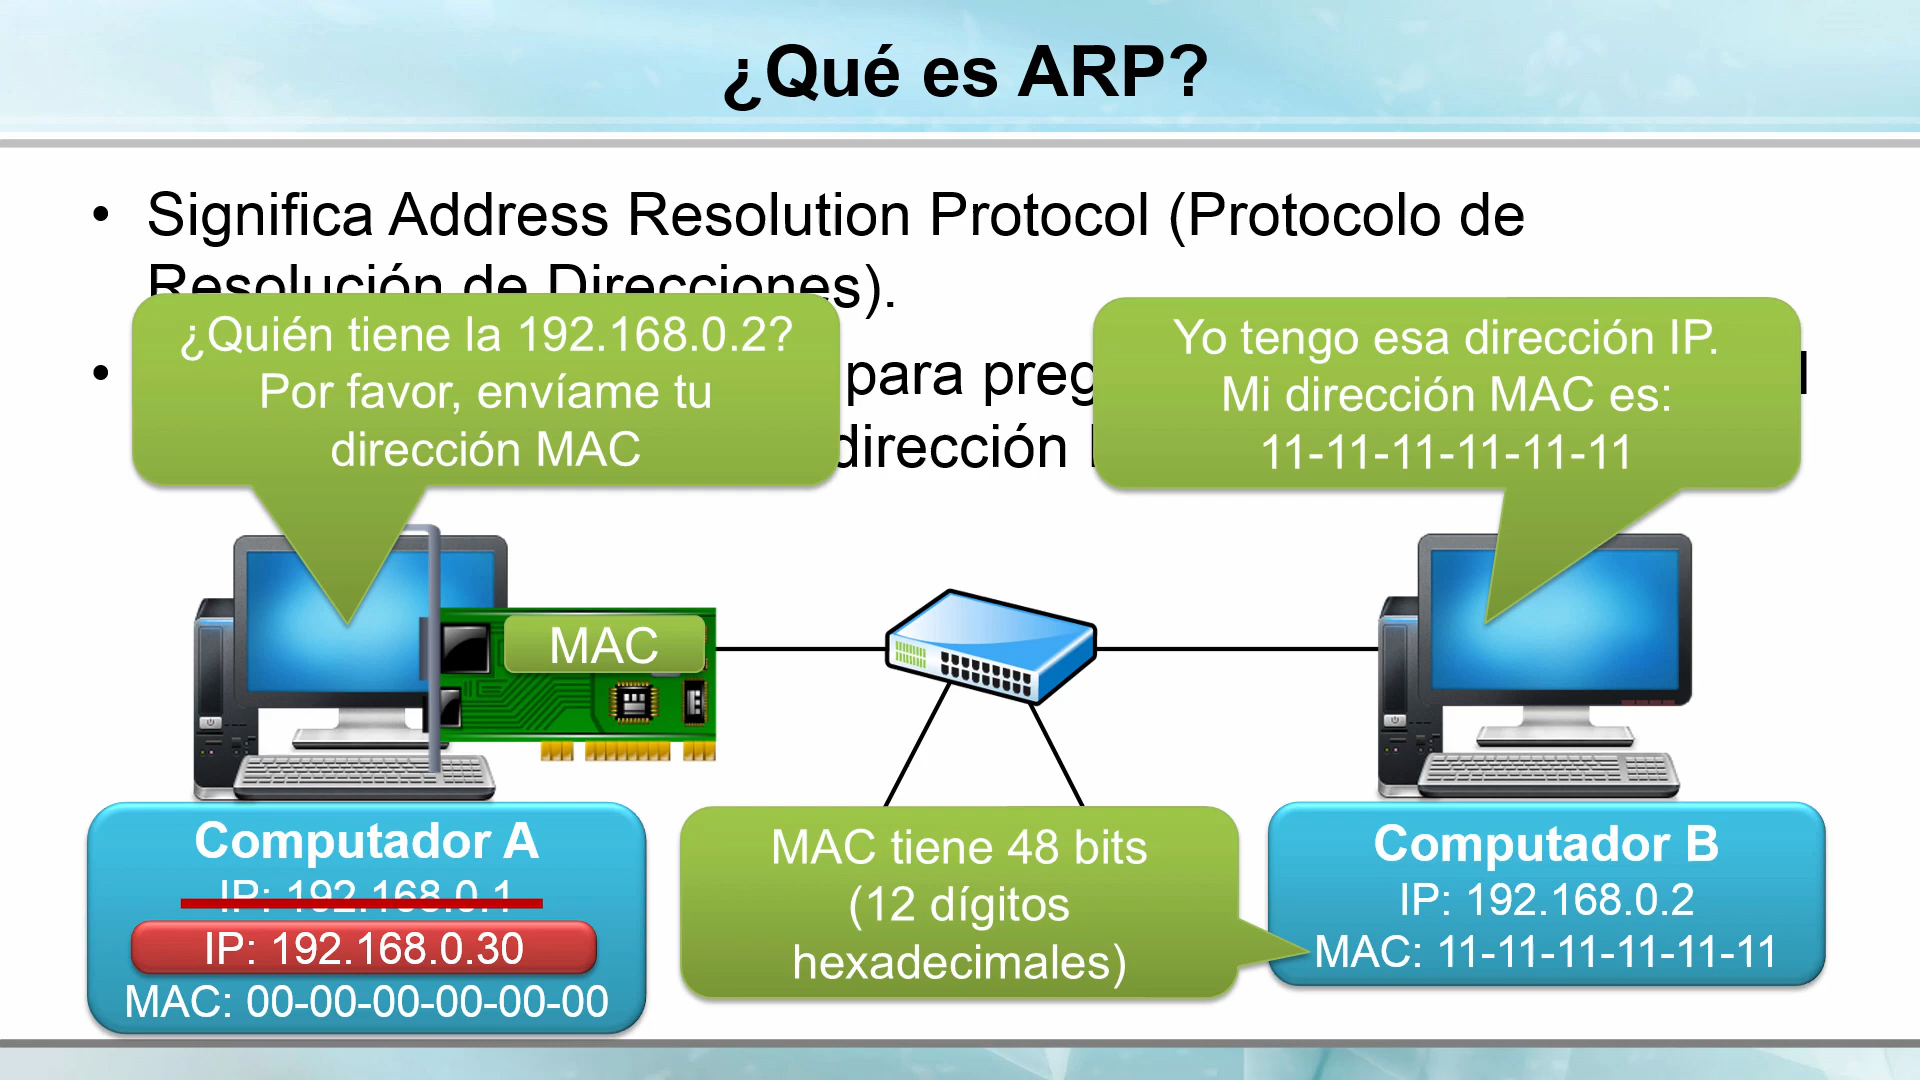 ¿Qué es ARP?
• Significa Address Resolution Protocol (Protocolo de
Resolución de Direcciones).
• para
dirección
¿Quién tiene la 192.168.0.2?
Por favor, envíame tu
dirección MAC
Yo tengo esa dirección IP.
Mi dirección MAC es:
11-11-11-11-11-11
MAC
Computador A
IP: 192.168.0.1
IP: 192.168.0.30
MAC: 00-00-00-00-00-00
MAC tiene 48 bits
(12 dígitos
hexadecimales)
Computador B
IP: 192.168.0.2
MAC: 11-11-11-11-11-11